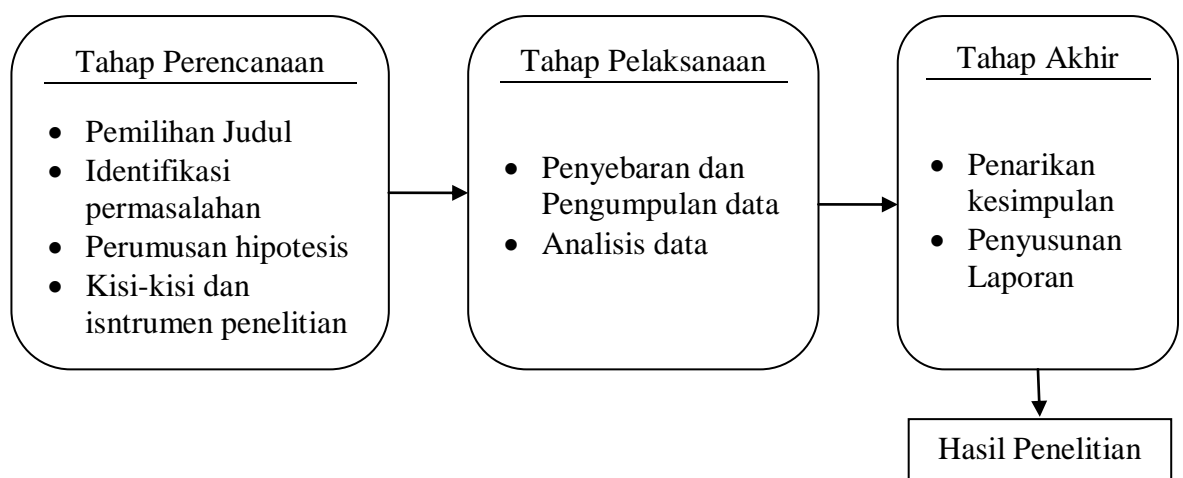 Tahap Perencanaan
• Pemilihan Judul
• Identifikasi
permasalahan
• Perumusan hipotesis
• Kisi-kisi dan
isntrumen penelitian
Tahap Pelaksanaan
• Penyebaran dan
Pengumpulan data
• Analisis data
Tahap Akhir
• Penarikan
kesimpulan
• Penyusunan
Laporan
Hasil Penelitian